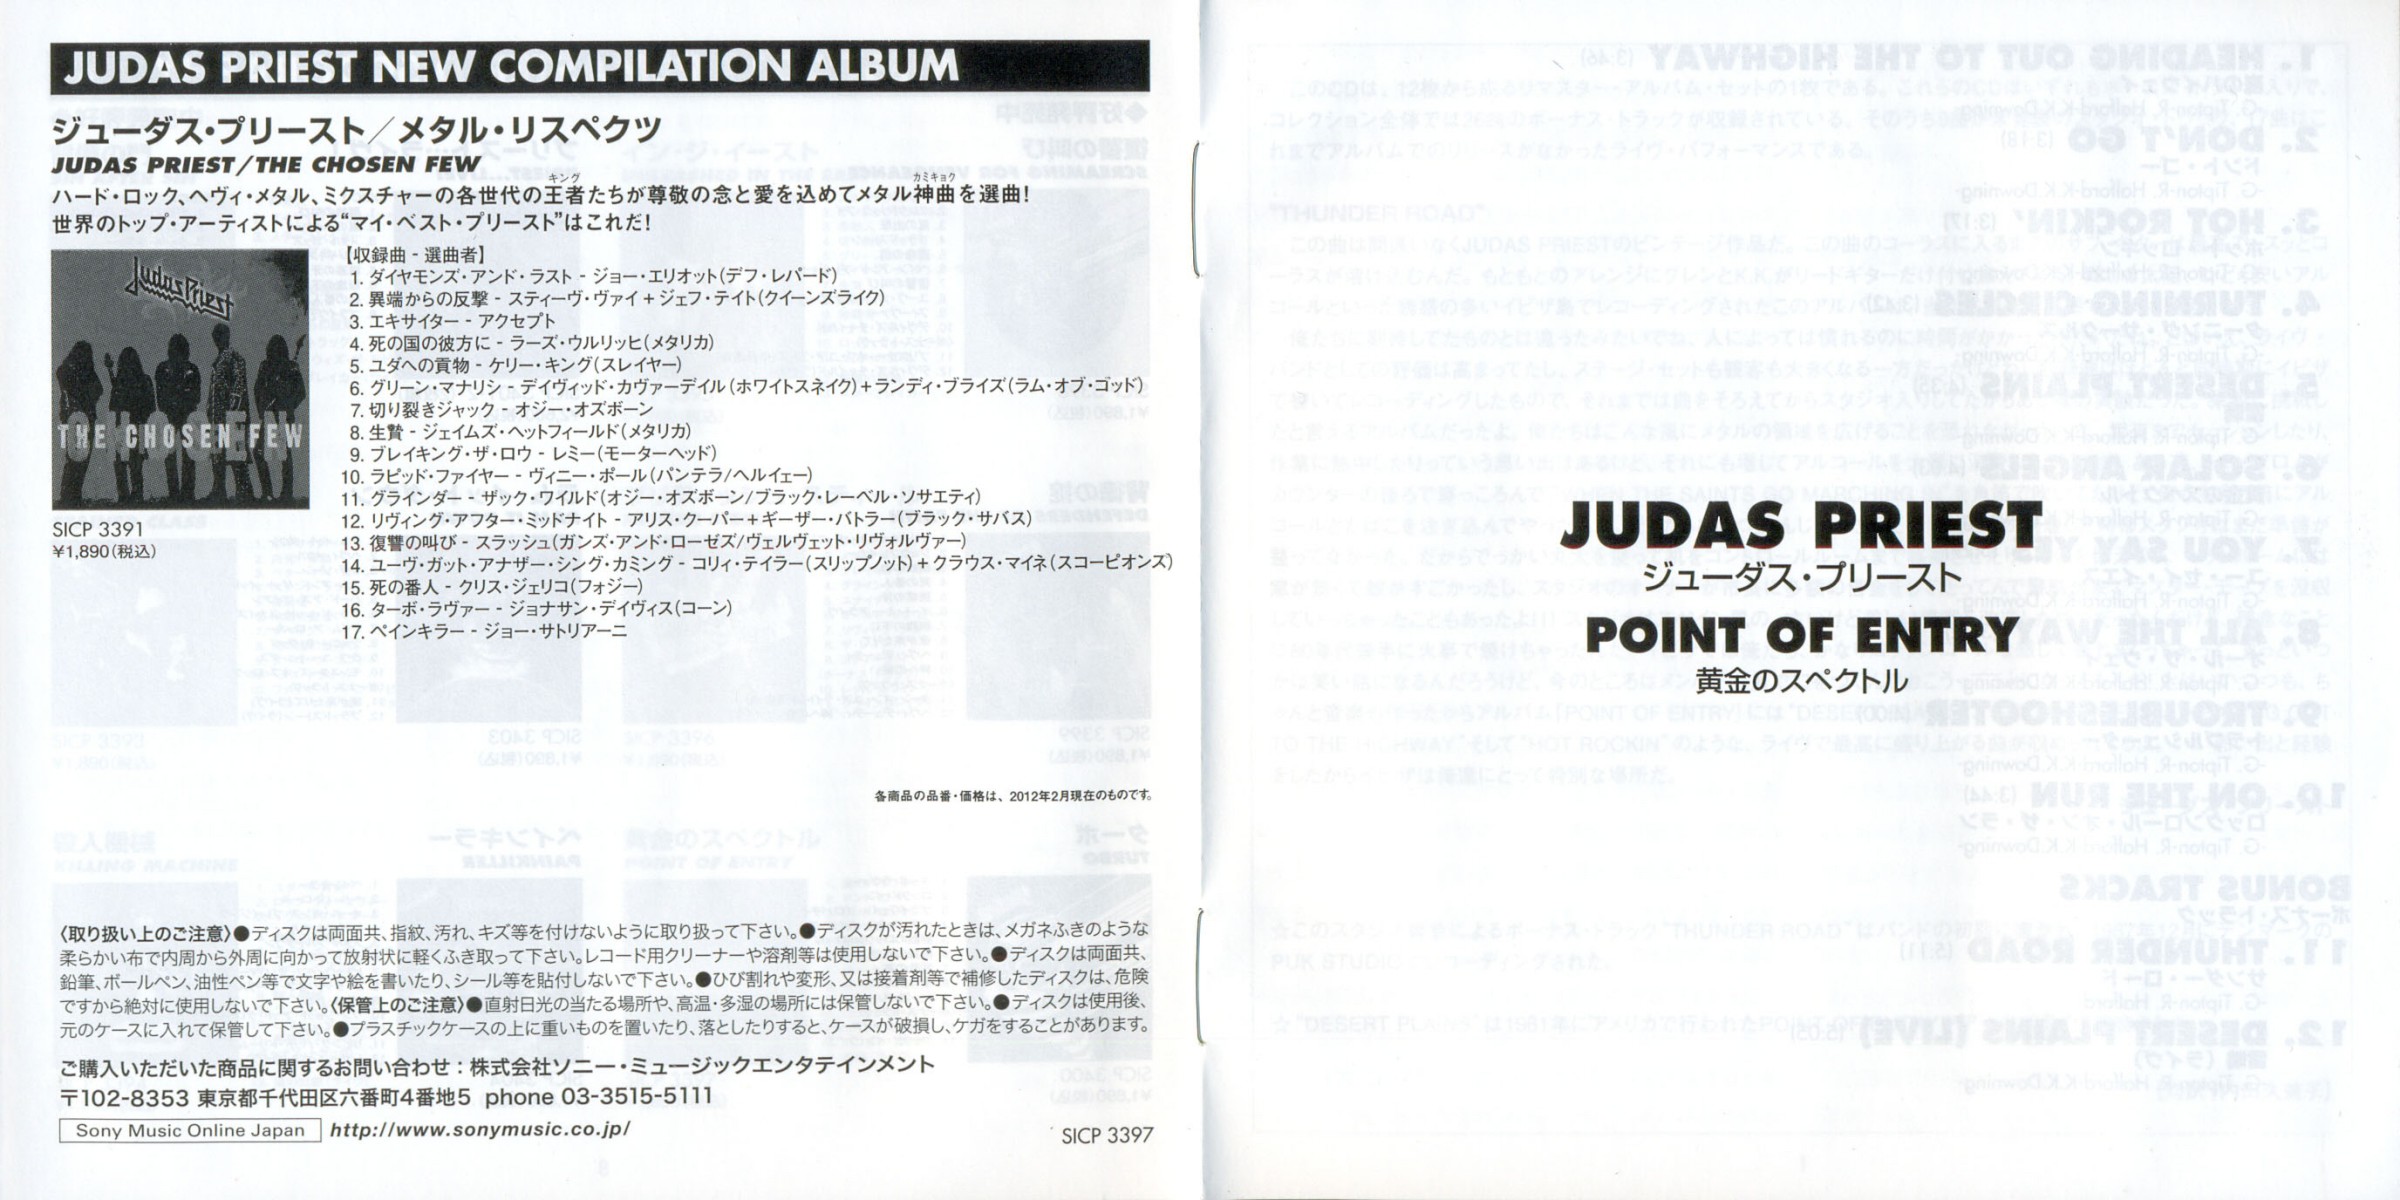 JUDAS PRIEST NEW COMPILATION ALBUM
ジューダス・プリースト／メタル・リスペクツ
JUDAS PRIEST/THE CHOSEN FEW
キング カミキョク
ハード・ロック、ヘヴィ・メタル、ミクスチャーの各世代の王者たちが尊敬の念と愛を込めてメタル神曲を選曲!
世界のトップ・アーティストによる“マイ・ベスト・プリースト”はこれだ!
Judas Priest
THE CHOSEN FEW
SICP 3391
¥1,890(税込)
【収録曲 - 選曲者】
1. ダイヤモンズ・アンド・ラスト - ジョー・エリオット(デフ・レパード)
2. 異端からの反撃 - スティーヴ・ヴァイ＋ジェフ・テイト(クイーンズライク)
3. エキサイター - アクセプト
4. 死の国の彼方に - ラーズ・ウルリッヒ(メタリカ)
5. ユダへの貢物 - ケリー・キング(スレイヤー)
6. グリーン・マナリシ - デイヴィッド・カヴァーデイル(ホワイトスネイク)＋ランディ・ブライズ(ラム・オブ・ゴッド)
7. 切り裂きジャック - オジー・オズボーン
8. 生贄 - ジェイムズ・ヘットフィールド(メタリカ)
9. ブレイキング・ザ・ロウ - レミー(モーターヘッド)
10. ラピッド・ファイヤー - ヴィニー・ポール(パンテラ/ヘルイェー)
11. グラインダー - ザック・ワイルド(オジー・オズボーン/ブラック・レーベル・ソサエティ)
12. リヴィング・アフター・ミッドナイト - アリス・クーパー＋ギーザー・バトラー(ブラック・サバス)
13. 復讐の叫び - スラッシュ(ガンズ・アンド・ローゼズ/ヴェルヴェット・リヴォルヴァー)
14. ユーヴ・ガット・アナザー・シング・カミング - コリィ・テイラー(スリップノット)＋クラウス・マイネ(スコーピオンズ)
15. 死の番人 - クリス・ジェリコ(フォジー)
16. ターボ・ラヴァー - ジョナサン・デイヴィス(コーン)
17. ペインキラー - ジョー・サトリアーニ
各商品の品番・価格は、2012年2月現在のものです。
〈取り扱い上のご注意〉●ディスクは両面共、指紋、汚れ、キズ等を付けないように取り扱って下さい。●ディスクが汚れたときは、メガネふきのような
柔らかい布で内周から外周に向かって放射状に軽くふき取って下さい。レコード用クリーナーや溶剤等は使用しないで下さい。●ディスクは両面共、
鉛筆、ボールペン、油性ペン等で文字や絵を書いたり、シール等を貼付しないで下さい。●ひび割れや変形、又は接着剤等で補修したディスクは、危険
ですから絶対に使用しないで下さい。〈保管上のご注意〉●直射日光の当たる場所や、高温・多湿の場所には保管しないで下さい。●ディスクは使用後、
元のケースに入れて保管して下さい。●プラスチックケースの上に重いものを置いたり、落としたりすると、ケースが破損し、ケガをすることがあります。
ご購入いただいた商品に関するお問い合わせ：株式会社ソニー・ミュージックエンタテインメント
〒102-8353 東京都千代田区六番町4番地5 phone 03-3515-5111
Sony Music Online Japan http://www.sonymusic.co.jp/
SICP 3397
JUDAS PRIEST
ジューダス・プリースト
POINT OF ENTRY
黄金のスペクトル